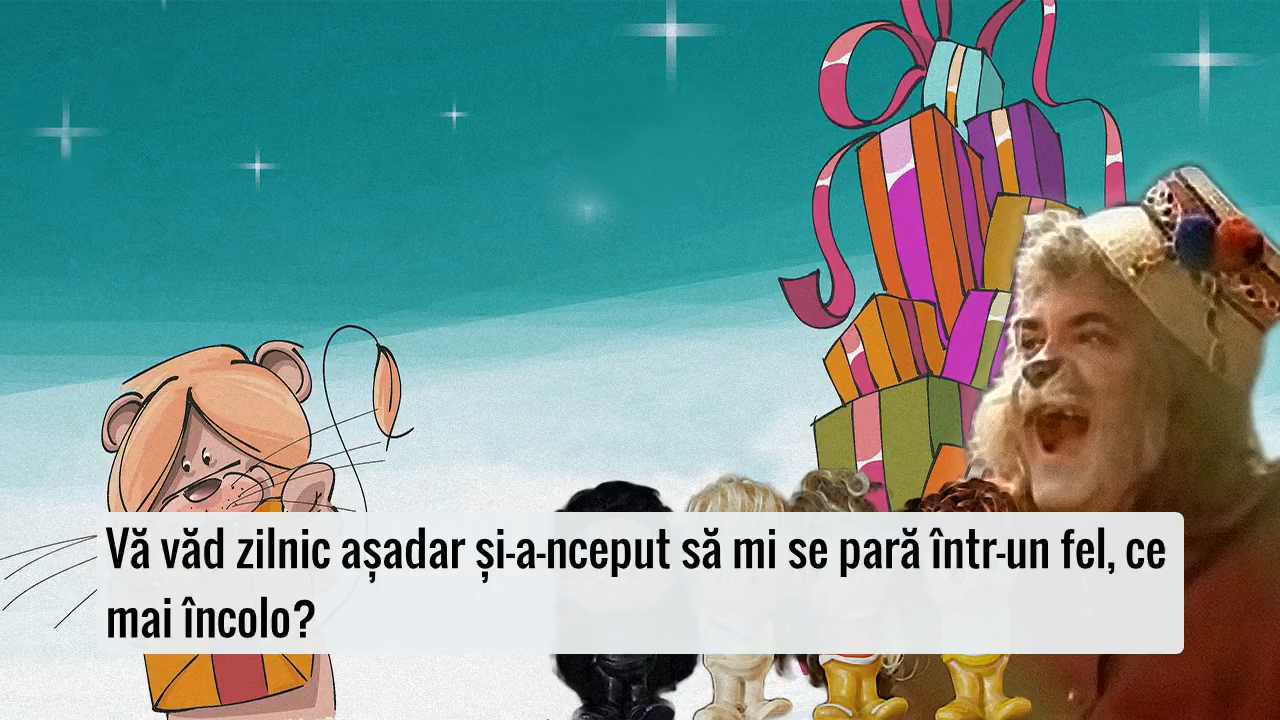 Vă văd zilnic așadar și-a-nceput să mi se pară într-un fel, ce
mai încolo?